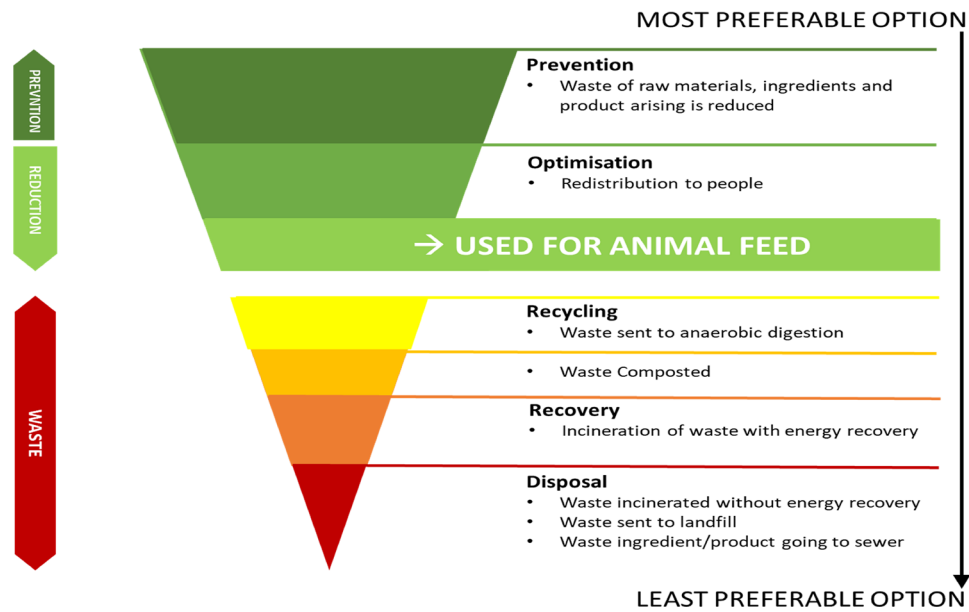 MOST PREFERABLE OPTION
PREVNTION
Prevention
• Waste of raw materials, ingredients and
product arising is reduced
REDUCTION
Optimisation
• Redistribution to people
→ USED FOR ANIMAL FEED
WASTE
Recycling
• Waste sent to anaerobic digestion
• Waste Composted
Recovery
• Incineration of waste with energy recovery
Disposal
• Waste incinerated without energy recovery
• Waste sent to landfill
• Waste ingredient/product going to sewer
LEAST PREFERABLE OPTION